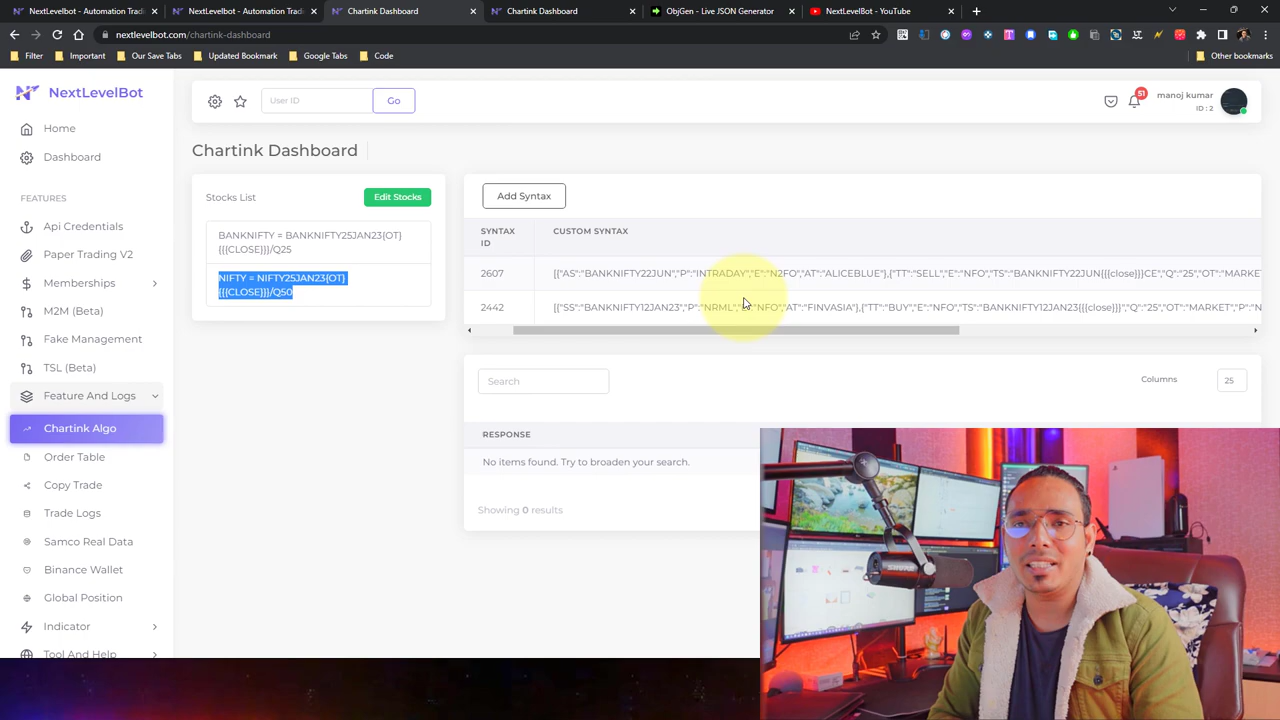 NextLevelBot - Automation Tradi
NextLevelBot - Automation Tradi
Chartink Dashboard
Chartink Dashboard
ObjGen - Live JSON Generator
NextLevelBot - YouTube
nextlevelbot.com/chartink-dashboard
Filter
Important
Our Save Tabs
Updated Bookmark
Google Tabs
Code
Other bookmarks
NextLevelBot
User ID
Go
51
manoj kumar
ID : 2
Home
Dashboard
FEATURES
Api Credentials
Paper Trading V2
Memberships
M2M (Beta)
Fake Management
TSL (Beta)
Feature And Logs
Chartink Algo
Order Table
Copy Trade
Trade Logs
Samco Real Data
Binance Wallet
Global Position
Indicator
Tool And Help
Chartink Dashboard
Stocks List
Edit Stocks
BANKNIFTY = BANKNIFTY25JAN23{OT}
{{{CLOSE}}}/Q25
NIFTY = NIFTY25JAN23{OT}
{{{CLOSE}}}/Q50
Add Syntax
SYNTAX
ID
CUSTOM SYNTAX
2607
[{"AS":"BANKNIFTY22JUN","P":"INTRADAY","E":"N2FO","AT":"ALICEBLUE"},{"TT":"SELL","E":"NFO","TS":"BANKNIFTY22JUN{{{close}}}CE","Q":"25","OT":"MARKE
2442
[{"SS":"BANKNIFTY12JAN23","P":"NRML", :"NFO","AT":"FINVASIA"},{"TT":"BUY","E":"NFO","TS":"BANKNIFTY12JAN23{{{close}}}","Q":"25","OT":"MARKET","P":"N
Search
Columns
25
RESPONSE
No items found. Try to broaden your search.
Showing 0 results